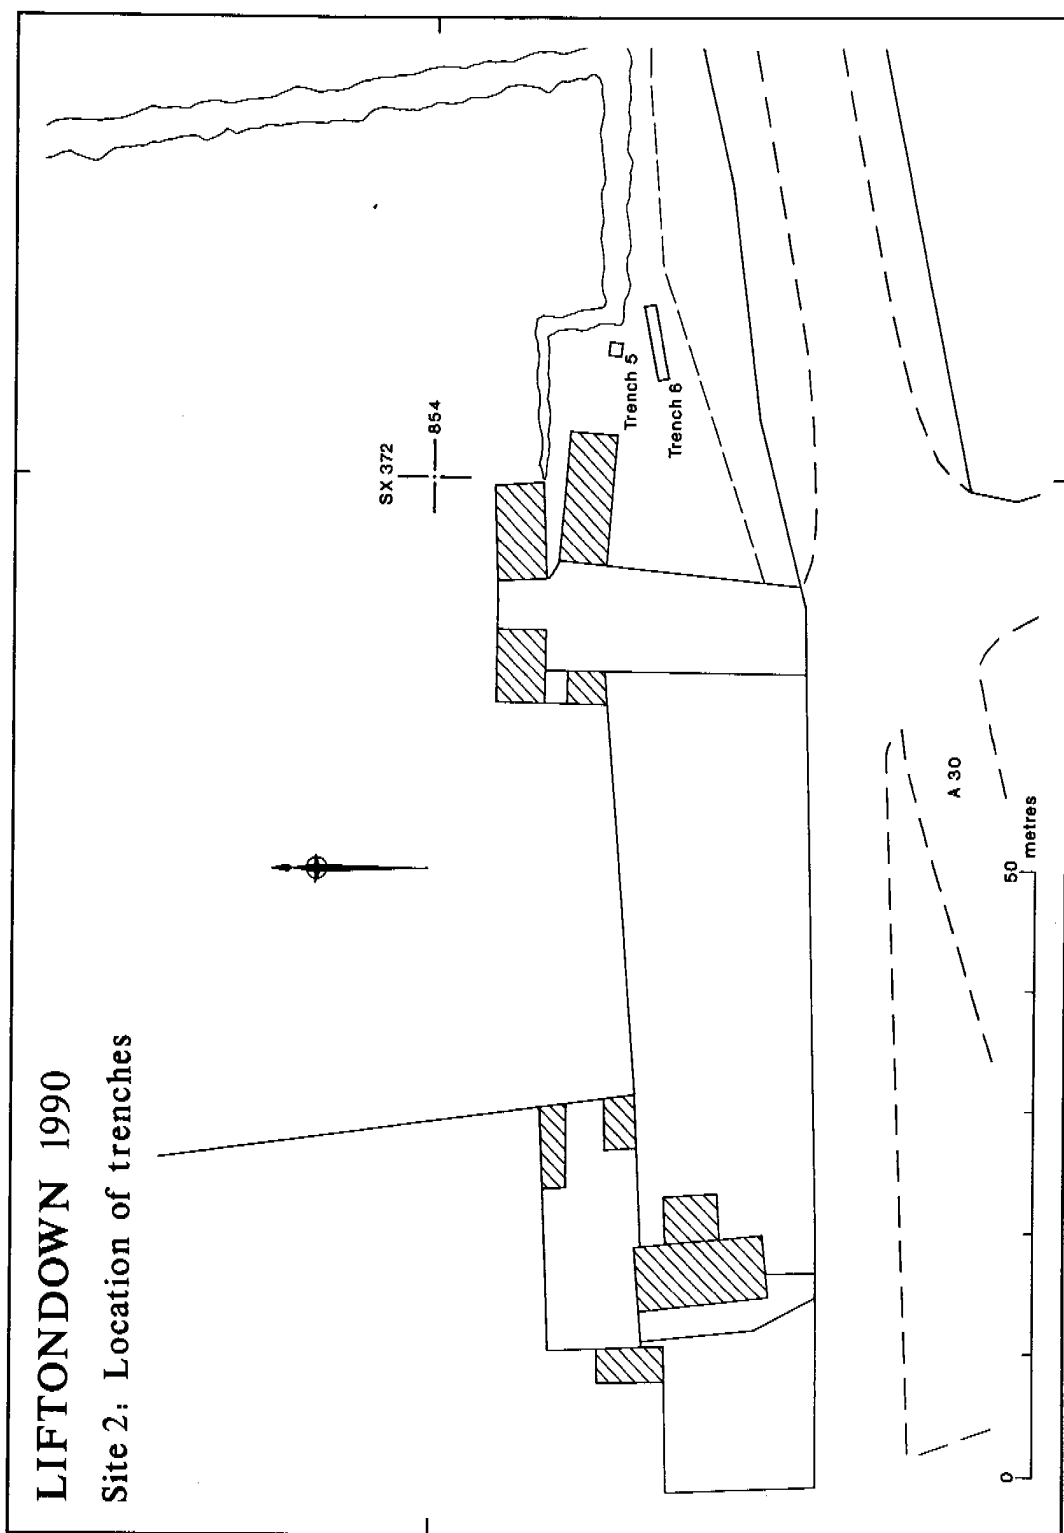 LIFTONDOWN 1990
Site 2: Location of trenches
SX 372
854
Trench 5
Trench 6
A 30
0
50
metres